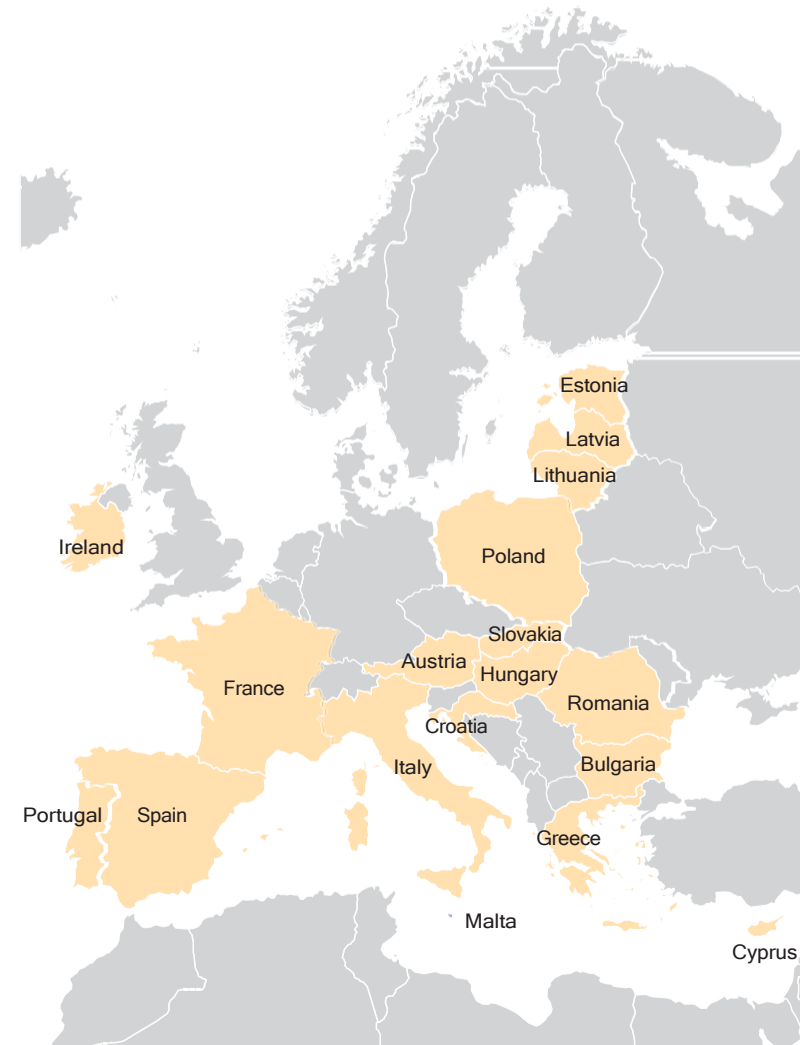 Estonia
Latvia
Lithuania
Ireland
Poland
Slovakia
Austria
Hungary
France
Romania
Croatia
Italy
Bulgaria
Portugal
Spain
Greece
Malta
Cyprus